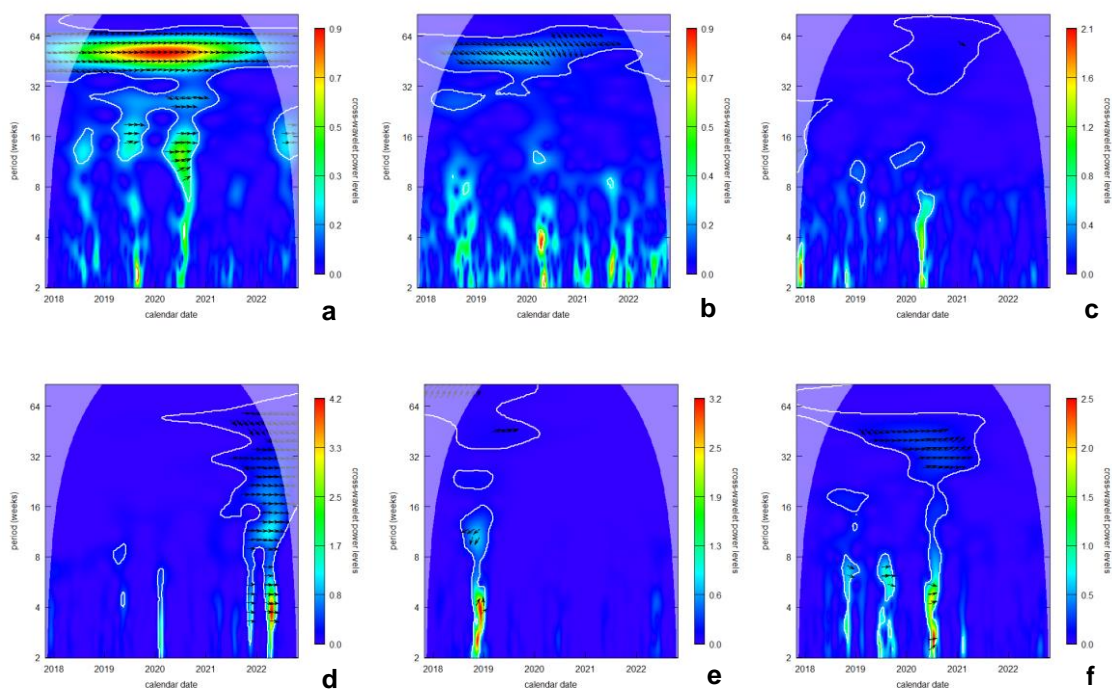 64
32
16
8
4
2
period (weeks)
2018 2019 2020 2021 2022
calendar date
0.9
0.7
0.5
0.4
0.2
0.0
cross-wavelet power levels
a
64
32
16
8
4
2
period (weeks)
2018 2019 2020 2021 2022
calendar date
0.9
0.7
0.5
0.4
0.2
0.0
cross-wavelet power levels
b
64
32
16
8
4
2
period (weeks)
2018 2019 2020 2021 2022
calendar date
2.1
1.6
1.2
0.8
0.4
0.0
cross-wavelet power levels
c
64
32
16
8
4
2
period (weeks)
2018 2019 2020 2021 2022
calendar date
4.2
3.3
2.5
1.7
0.8
0.0
cross-wavelet power levels
d
64
32
16
8
4
2
period (weeks)
2018 2019 2020 2021 2022
calendar date
3.2
2.6
1.9
1.3
0.6
0.0
cross-wavelet power levels
e
64
32
16
8
4
2
period (weeks)
2018 2019 2020 2021 2022
calendar date
2.5
2.0
1.5
1.0
0.5
0.0
cross-wavelet power levels
f